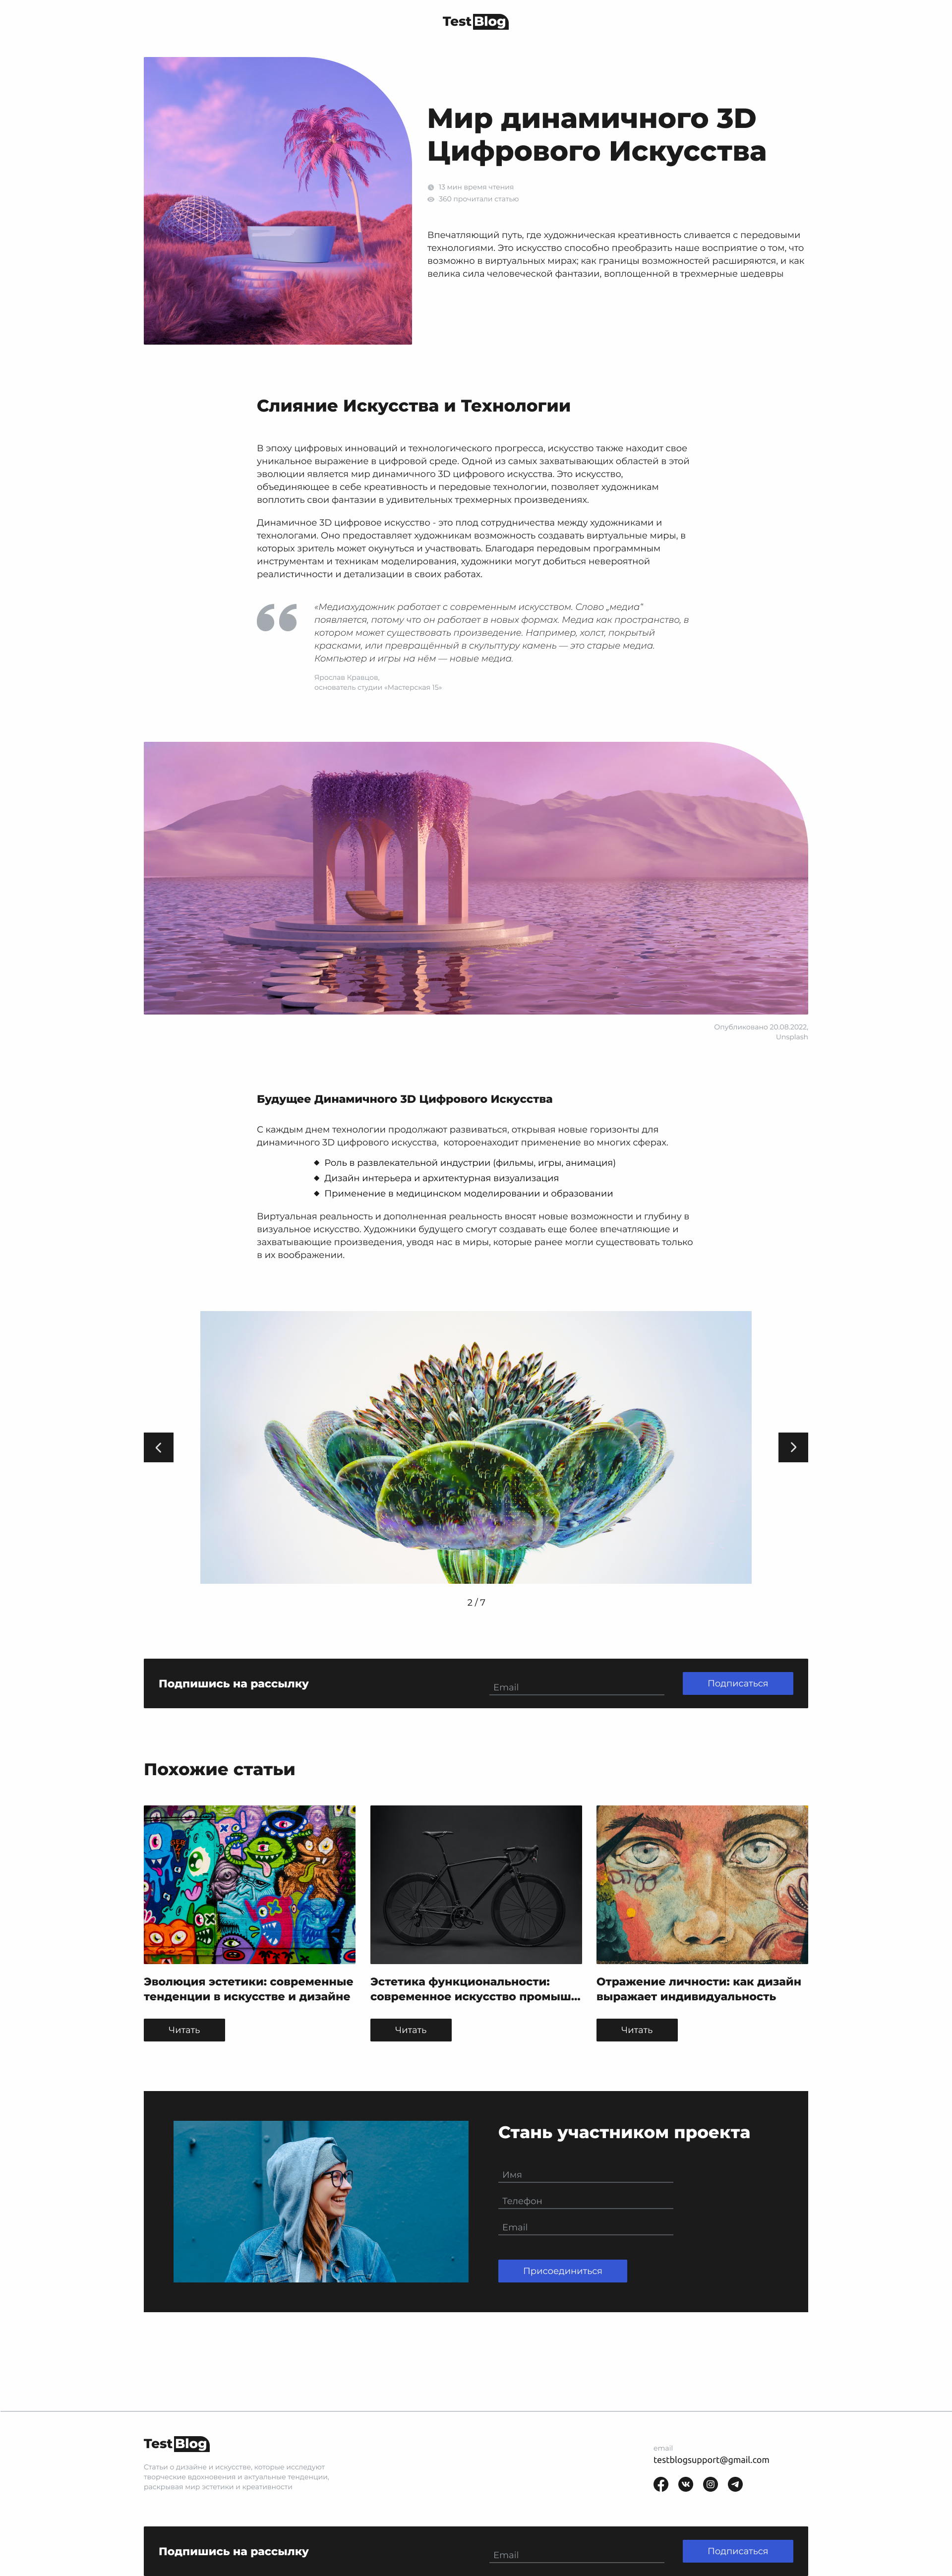 TestBlog
Мир динамичного 3D
Цифрового Искусства
13 мин время чтения
360 прочитали статью
Впечатляющий путь, где художническая креативность сливается с передовыми
технологиями. Это искусство способно преобразить наше восприятие о том, что
возможно в виртуальных мирах; как границы возможностей расширяются, и как
велика сила человеческой фантазии, воплощенной в трехмерные шедевры
Слияние Искусства и Технологии
В эпоху цифровых инноваций и технологического прогресса, искусство также находит свое
уникальное выражение в цифровой среде. Одной из самых захватывающих областей в этой
эволюции является мир динамичного 3D цифрового искусства. Это искусство,
объединяющее в себе креативность и передовые технологии, позволяет художникам
воплотить свои фантазии в удивительных трехмерных произведениях.
Динамичное 3D цифровое искусство - это плод сотрудничества между художниками и
технологами. Оно предоставляет художникам возможность создавать виртуальные миры, в
которых зритель может окунуться и участвовать. Благодаря передовым программным
инструментам и техникам моделирования, художники могут добиться невероятной
реалистичности и детализации в своих работах.
«Медиахудожник работает с современным искусством. Слово „медиа“
появляется, потому что он работает в новых формах. Медиа как пространство, в
котором может существовать произведение. Например, холст, покрытый
красками, или превращённый в скульптуру камень — это старые медиа.
Компьютер и игры на нём — новые медиа.
Ярослав Кравцов,
основатель студии «Мастерская 15»
Опубликовано 20.08.2022,
Unsplash
Будущее Динамичного 3D Цифрового Искусства
С каждым днем технологии продолжают развиваться, открывая новые горизонты для
динамичного 3D цифрового искусства, котороенаходит применение во многих сферах.
Роль в развлекательной индустрии (фильмы, игры, анимация)
Дизайн интерьера и архитектурная визуализация
Применение в медицинском моделировании и образовании
Виртуальная реальность и дополненная реальность вносят новые возможности и глубину в
визуальное искусство. Художники будущего смогут создавать еще более впечатляющие и
захватывающие произведения, уводя нас в миры, которые ранее могли существовать только
в их воображении.
2 / 7
Подпишись на рассылку
Email
Подписаться
Похожие статьи
Эволюция эстетики: современные
тенденции в искусстве и дизайне
Читать
Эстетика функциональности:
современное искусство промыш...
Читать
Отражение личности: как дизайн
выражает индивидуальность
Читать
Стань участником проекта
Имя
Телефон
Email
Присоединиться
TestBlog
Статьи о дизайне и искусстве, которые исследуют
творческие вдохновения и актуальные тенденции,
раскрывая мир эстетики и креативности
email
testblogsupport@gmail.com
Подпишись на рассылку
Email
Подписаться